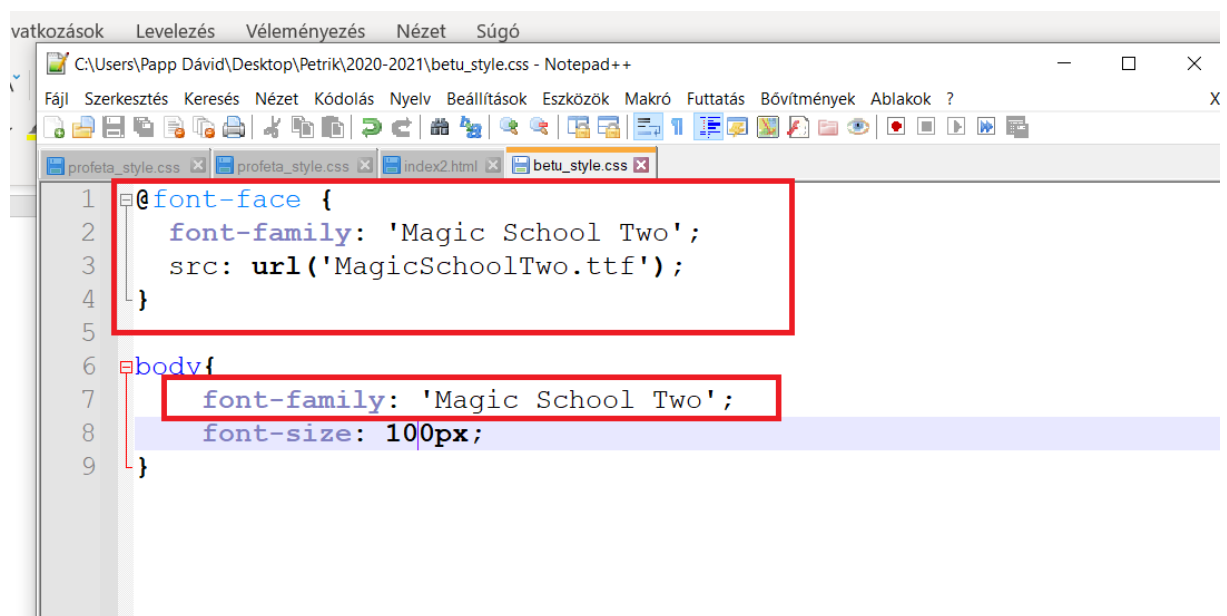 vatkozások Levelezés Véleményezés Nézet Súgó
C:\Users\Papp Dávid\Desktop\Petrik\2020-2021\betu_style.css - Notepad++
Fájl Szerkesztés Keresés Nézet Kódolás Nyelv Beállítások Eszközök Makró Futtatás Bővítmények Ablakok ? X
profeta_style.css profeta_style.css index2.html betu_style.css
1 @font-face {
2 font-family: 'Magic School Two';
3 src: url('MagicSchoolTwo.ttf');
4 }
5
6 body{
7 font-family: 'Magic School Two';
8 font-size: 100px;
9 }